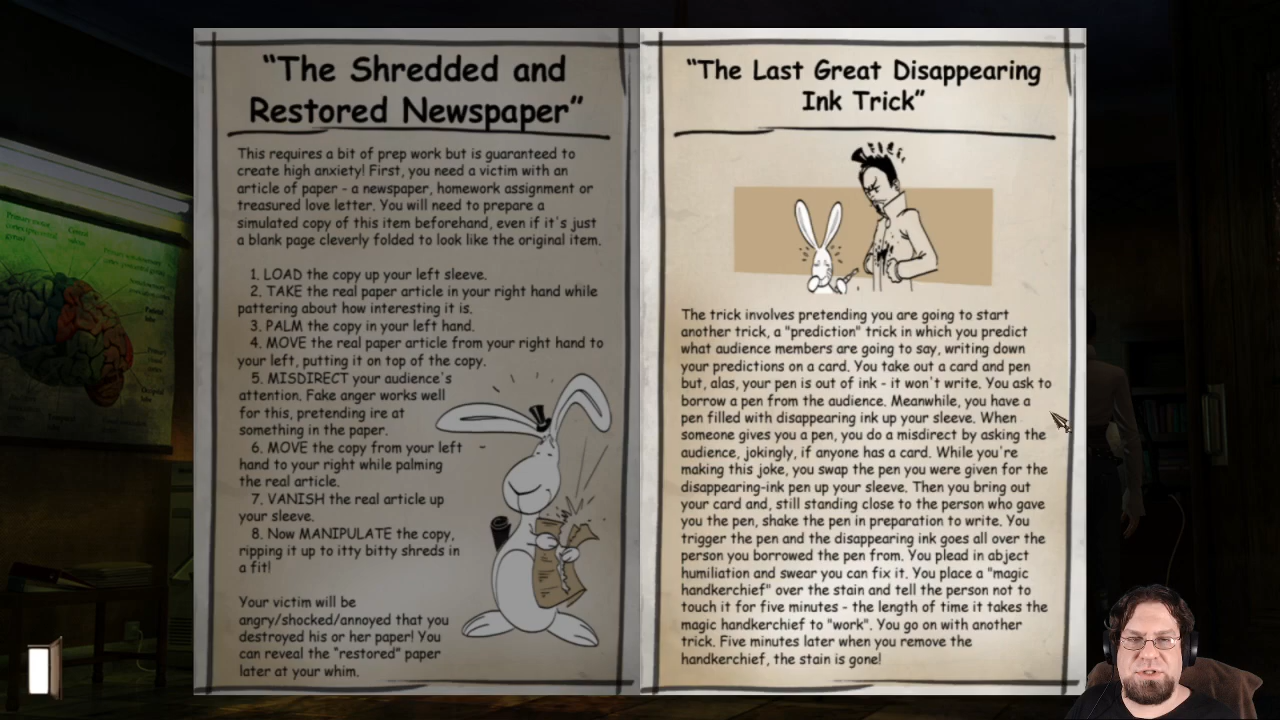 “The Shredded and
Restored Newspaper”
This requires a bit of prep work but is guaranteed to
create high anxiety! First, you need a victim with an
article of paper - a newspaper, homework assignment or
treasured love letter. You will need to prepare a
simulated copy of this item beforehand, even if it's just
a blank page cleverly folded to look like the original item.
1. LOAD the copy up your left sleeve.
2. TAKE the real paper article in your right hand while
pattering about how interesting it is.
3. PALM the copy in your left hand.
4. MOVE the real paper article from your right hand to
your left, putting it on top of the copy.
5. MISDIRECT your audience's
attention. Fake anger works well
for this, pretending ire at
something in the paper.
6. MOVE the copy from your left
hand to your right while palming
the real article.
7. VANISH the real article up
your sleeve.
8. Now MANIPULATE the copy,
ripping it up to itty bitty shreds in
a fit!
Your victim will be
angry/shocked/annoyed that you
destroyed his or her paper! You
can reveal the "restored" paper
later at your whim.
“The Last Great Disappearing
Ink Trick”
The trick involves pretending you are going to start
another trick, a "prediction" trick in which you predict
what audience members are going to say, writing down
your predictions on a card. You take out a card and pen
but, alas, your pen is out of ink - it won't write. You ask to
borrow a pen from the audience. Meanwhile, you have a
pen filled with disappearing ink up your sleeve. When
someone gives you a pen, you do a misdirect by asking the
audience, jokingly, if anyone has a card. While you're
making this joke, you swap the pen you were given for the
disappearing-ink pen up your sleeve. Then you bring out
your card and, still standing close to the person who gave
you the pen, shake the pen in preparation to write. You
trigger the pen and the disappearing ink goes all over the
person you borrowed the pen from. You plead in abject
humiliation and swear you can fix it. You place a "magic
handkerchief" over the stain and tell the person not to
touch it for five minutes - the length of time it takes the
magic handkerchief to "work". You go on with another
trick. Five minutes later when you remove the
handkerchief, the stain is gone!